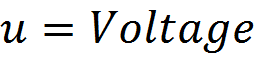 u = Voltage